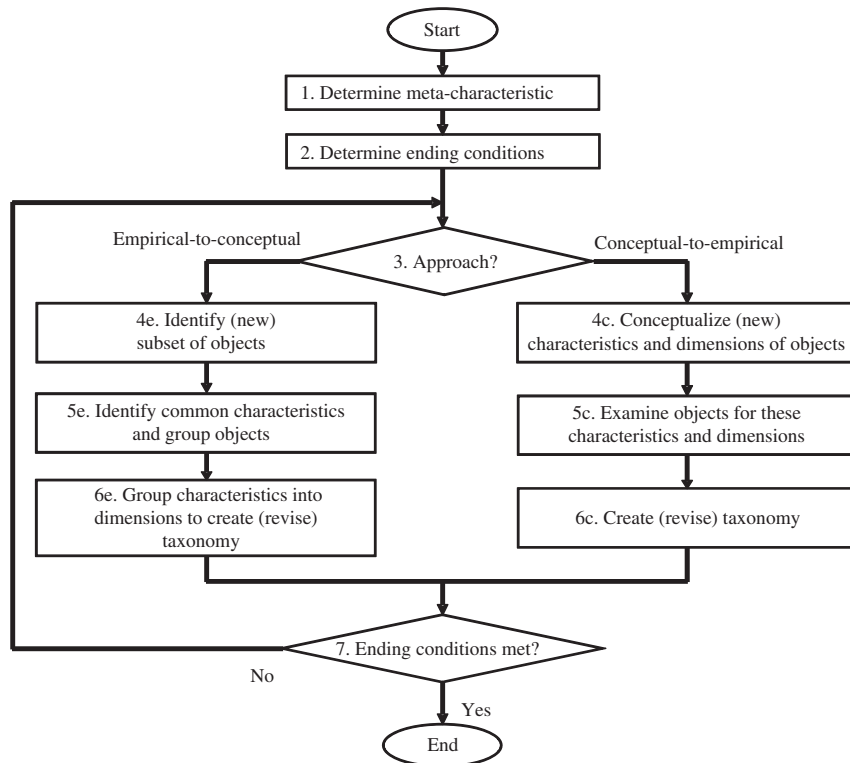 Start
1. Determine meta-characteristic
2. Determine ending conditions
Empirical-to-conceptual
Conceptual-to-empirical
3. Approach?
4e. Identify (new)
subset of objects
4c. Conceptualize (new)
characteristics and dimensions of objects
5e. Identify common characteristics
and group objects
5c. Examine objects for these
characteristics and dimensions
6e. Group characteristics into
dimensions to create (revise)
taxonomy
6c. Create (revise) taxonomy
7. Ending conditions met?
No
Yes
End